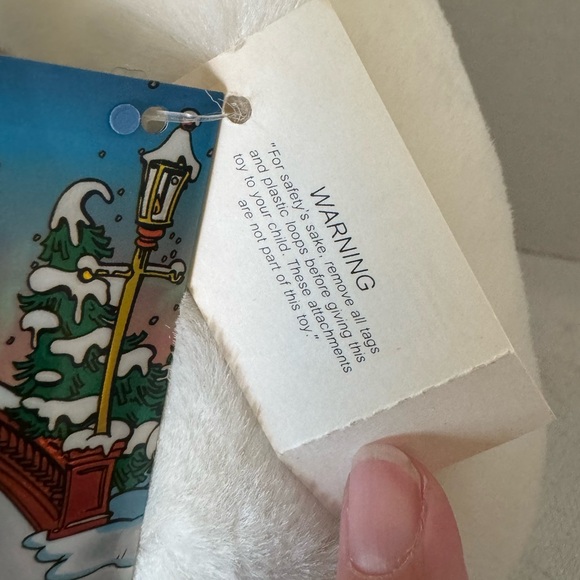 WARNING
"For safety's sake, remove all tags
and plastic loops before giving this
toy to your child. These attachments
are not part of this toy."